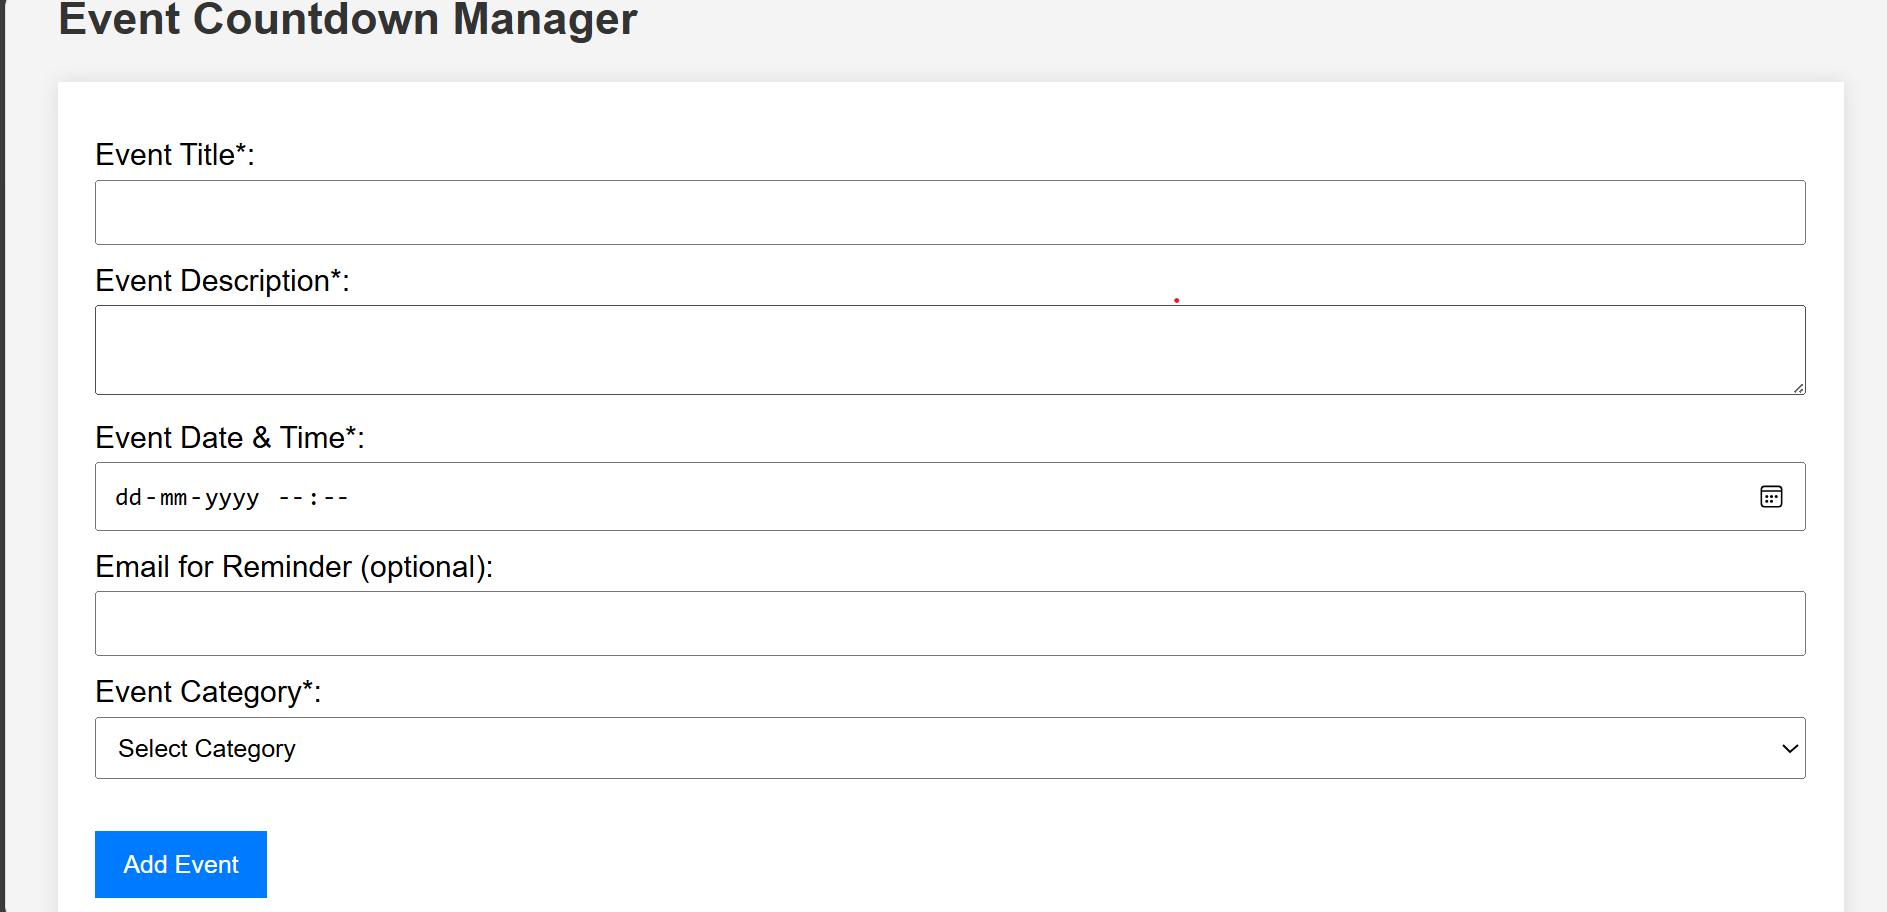 Event Countdown Manager
Event Title*:
Event Description*:
Event Date & Time*:
dd-mm-yyyy --:--
Email for Reminder (optional):
Event Category*:
Select Category
Add Event